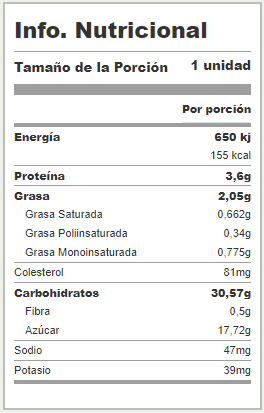 Info. Nutricional
Tamaño de la Porción 1 unidad
Por porción
Energía 650 kj
155 kcal
Proteína 3,6g
Grasa 2,05g
Grasa Saturada 0,662g
Grasa Poliinsaturada 0,34g
Grasa Monoinsaturada 0,775g
Colesterol 81mg
Carbohidratos 30,57g
Fibra 0,5g
Azúcar 17,72g
Sodio 47mg
Potasio 39mg